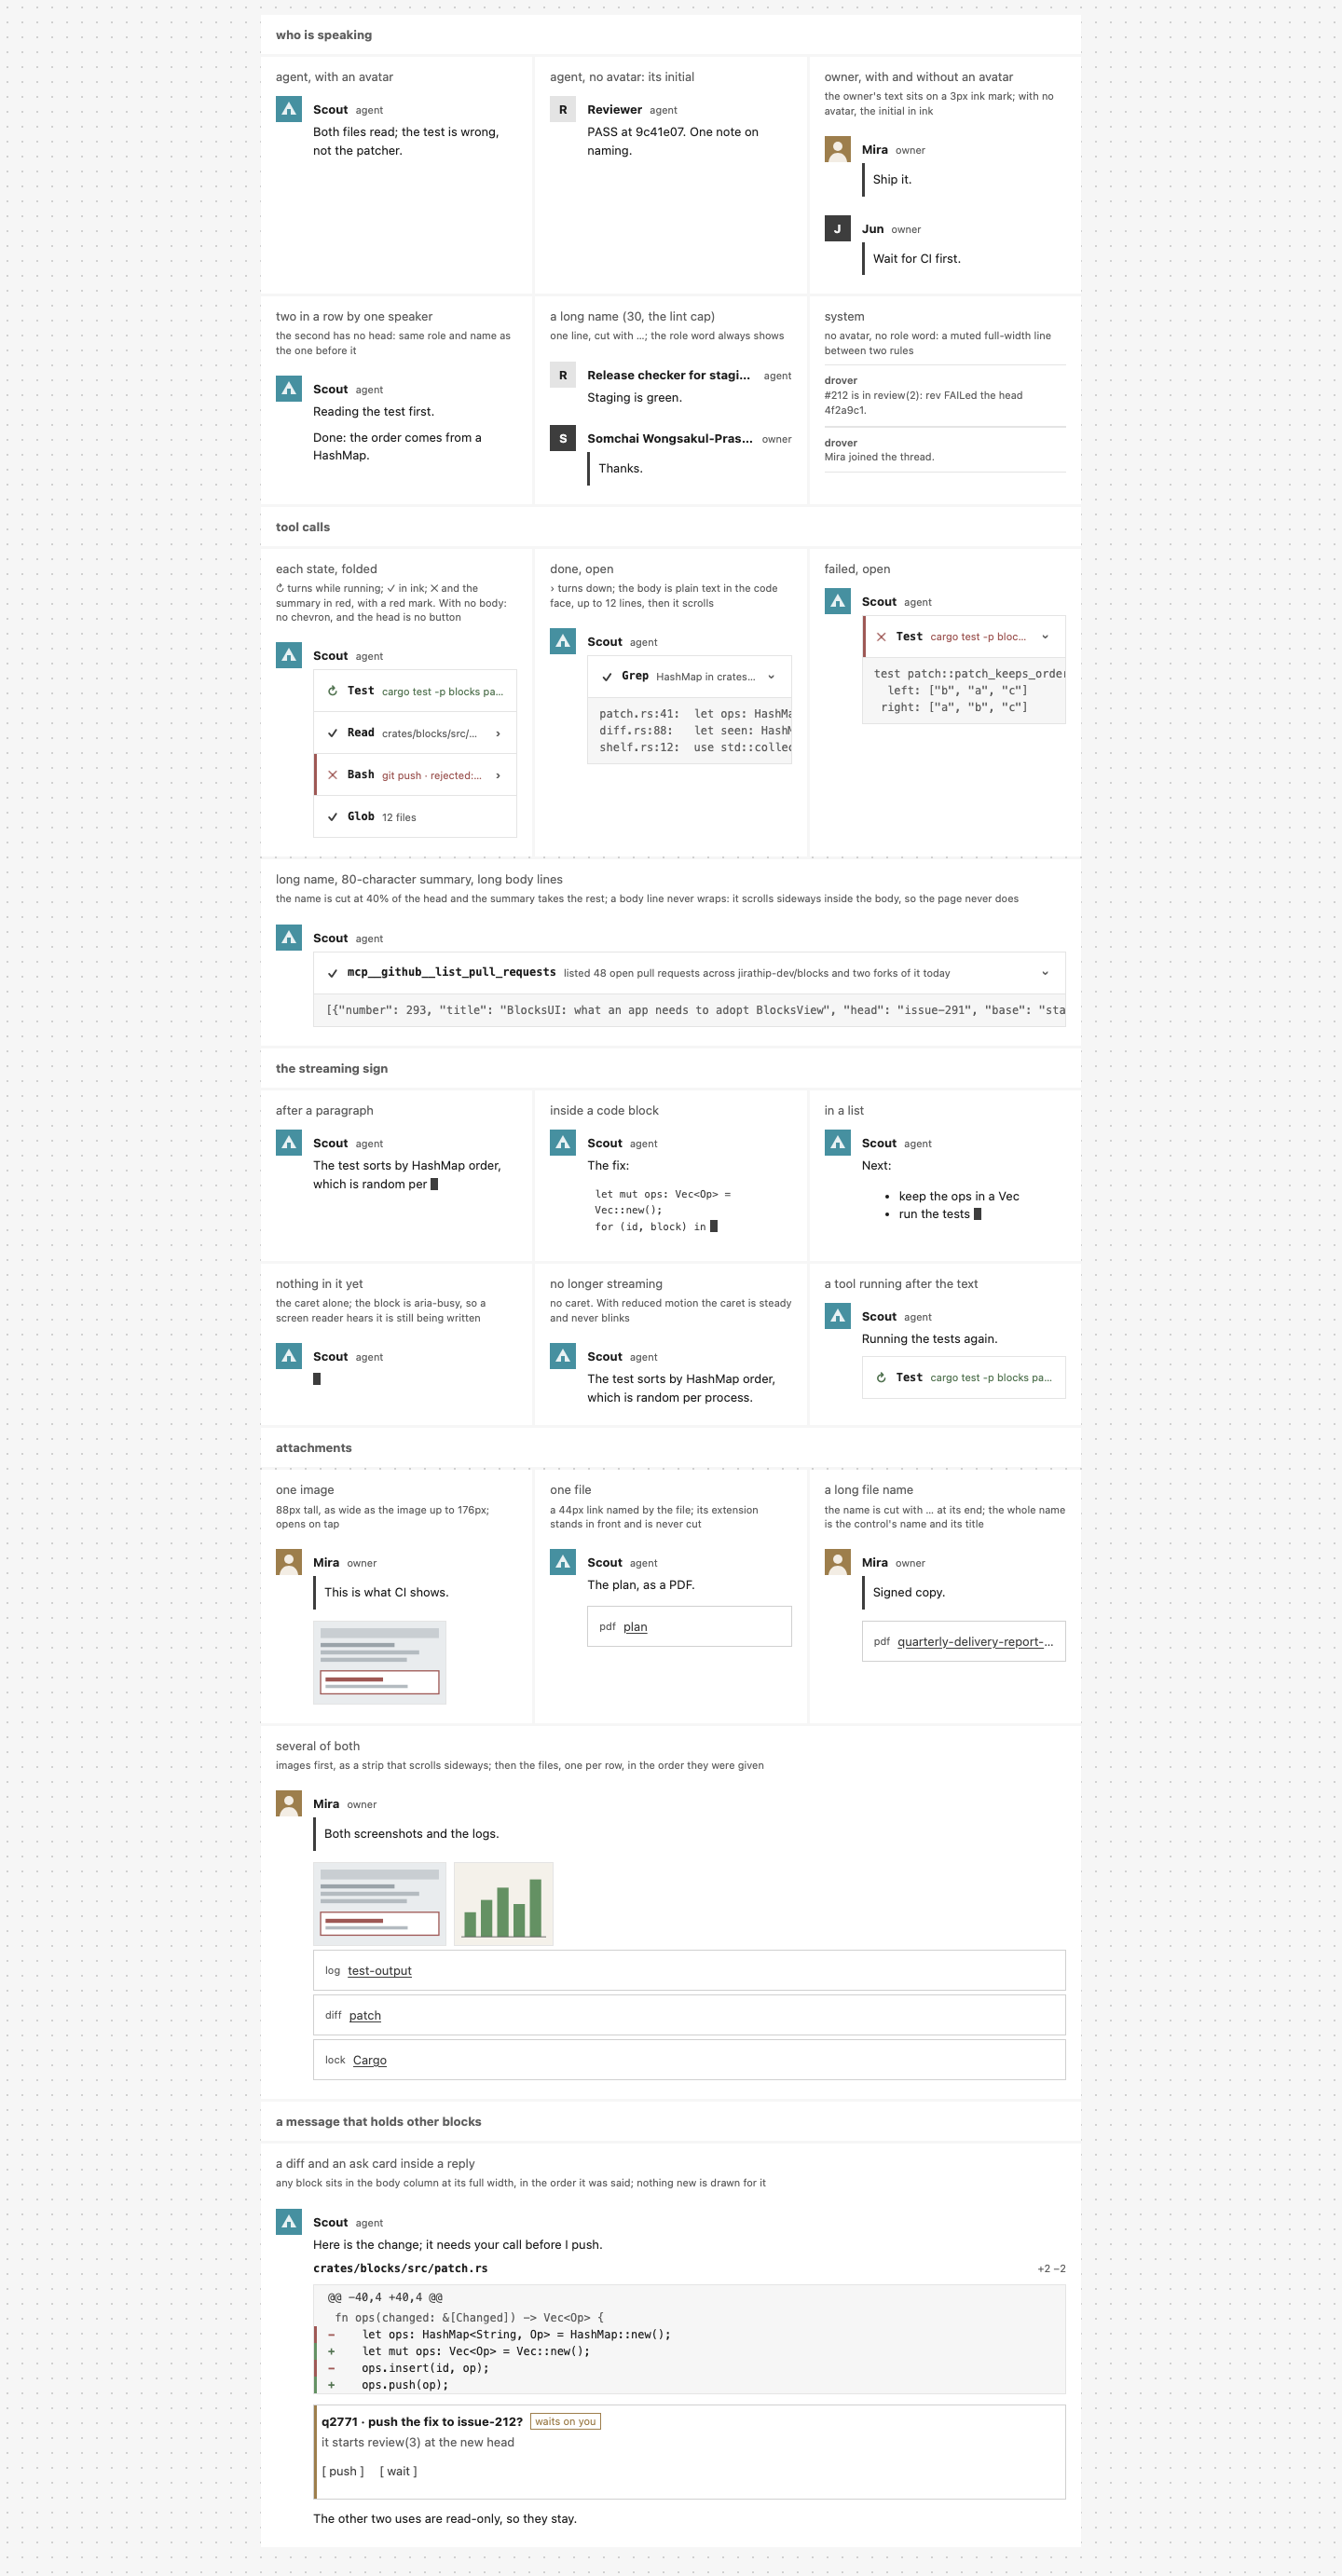 who is speaking
agent, with an avatar
Scout agent
Both files read; the test is wrong,
not the patcher.
agent, no avatar: its initial
R Reviewer agent
PASS at 9c41e07. One note on
naming.
owner, with and without an avatar
the owner's text sits on a 3px ink mark; with no
avatar, the initial in ink
Mira owner
Ship it.
J Jun owner
Wait for CI first.
two in a row by one speaker
the second has no head: same role and name as
the one before it
Scout agent
Reading the test first.
Done: the order comes from a
HashMap.
a long name (30, the lint cap)
one line, cut with ...; the role word always shows
R Release checker for stagi... agent
Staging is green.
S Somchai Wongsakul-Pras... owner
Thanks.
system
no avatar, no role word: a muted full-width line
between two rules
drover
#212 is in review(2): rev FAILed the head
4f2a9c1.
drover
Mira joined the thread.
tool calls
each state, folded
↻ turns while running; ✓ in ink; ✕ and the
summary in red, with a red mark. With no body:
no chevron, and the head is no button
Scout agent
↻ Test cargo test -p blocks pa...
✓ Read crates/blocks/src/... ›
✕ Bash git push · rejected:... ›
✓ Glob 12 files
done, open
› turns down; the body is plain text in the code
face, up to 12 lines, then it scrolls
Scout agent
✓ Grep HashMap in crates...
patch.rs:41:  let ops: HashMa
diff.rs:88:   let seen: HashM
shelf.rs:12:  use std::collec
failed, open
Scout agent
✕ Test cargo test -p bloc...
test patch::patch_keeps_order
left: ["b", "a", "c"]
right: ["a", "b", "c"]
long name, 80-character summary, long body lines
the name is cut at 40% of the head and the summary takes the rest; a body line never wraps: it scrolls sideways inside the body, so the page never does
Scout agent
✓ mcp__github__list_pull_requests listed 48 open pull requests across jirathip-dev/blocks and two forks of it today
[{"number": 293, "title": "BlocksUI: what an app needs to adopt BlocksView", "head": "issue-291", "base": "sta
the streaming sign
after a paragraph
Scout agent
The test sorts by HashMap order,
which is random per
inside a code block
Scout agent
The fix:
let mut ops: Vec<Op> =
Vec::new();
for (id, block) in
in a list
Scout agent
Next:
• keep the ops in a Vec
• run the tests
nothing in it yet
the caret alone; the block is aria-busy, so a
screen reader hears it is still being written
Scout agent
no longer streaming
no caret. With reduced motion the caret is steady
and never blinks
Scout agent
The test sorts by HashMap order,
which is random per process.
a tool running after the text
Scout agent
Running the tests again.
↻ Test cargo test -p blocks pa...
attachments
one image
88px tall, as wide as the image up to 176px;
opens on tap
Mira owner
This is what CI shows.
one file
a 44px link named by the file; its extension
stands in front and is never cut
Scout agent
The plan, as a PDF.
pdf plan
a long file name
the name is cut with ... at its end; the whole name
is the control's name and its title
Mira owner
Signed copy.
pdf quarterly-delivery-report-...
several of both
images first, as a strip that scrolls sideways; then the files, one per row, in the order they were given
Mira owner
Both screenshots and the logs.
log test-output
diff patch
lock Cargo
a message that holds other blocks
a diff and an ask card inside a reply
any block sits in the body column at its full width, in the order it was said; nothing new is drawn for it
Scout agent
Here is the change; it needs your call before I push.
crates/blocks/src/patch.rs +2 −2
@@ −40,4 +40,4 @@
fn ops(changed: &[Changed]) −> Vec<Op> {
− let ops: HashMap<String, Op> = HashMap::new();
+ let mut ops: Vec<Op> = Vec::new();
− ops.insert(id, op);
+ ops.push(op);
q2771 · push the fix to issue-212? waits on you
it starts review(3) at the new head
[ push ] [ wait ]
The other two uses are read-only, so they stay.